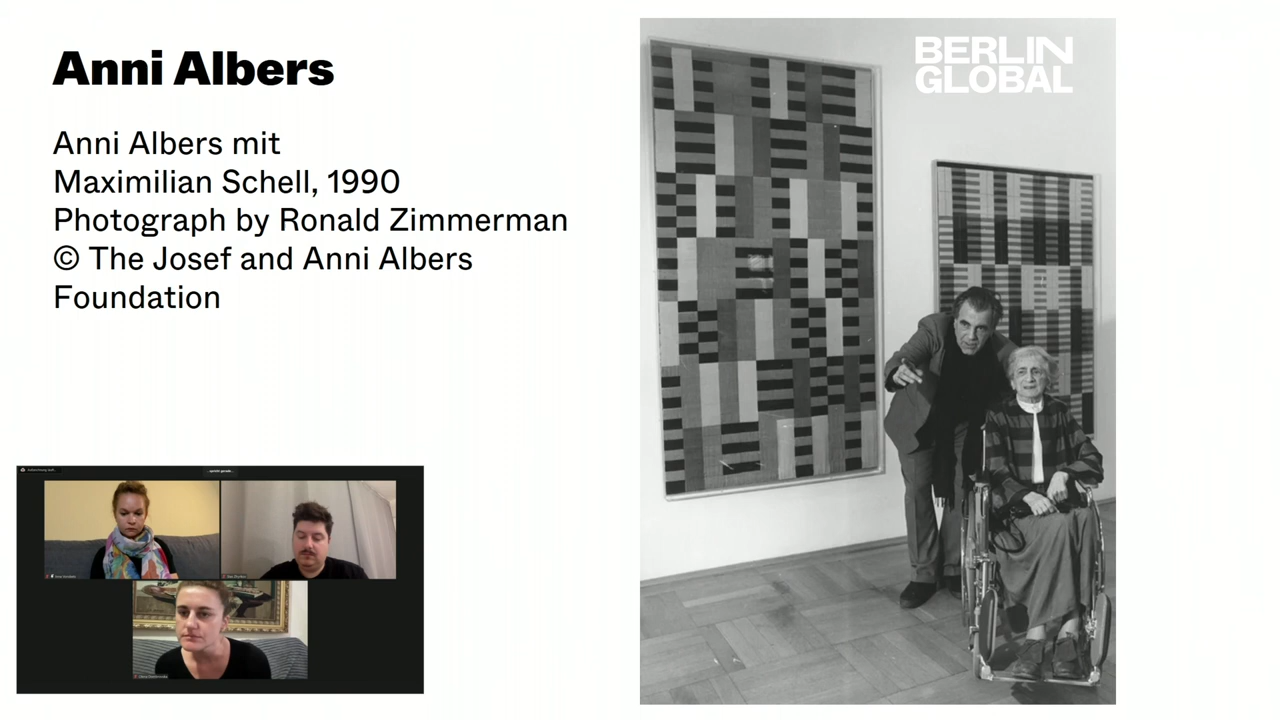 Anni Albers
Anni Albers mit
Maximilian Schell, 1990
Photograph by Ronald Zimmerman
© The Josef and Anni Albers
Foundation
BERLIN
GLOBAL